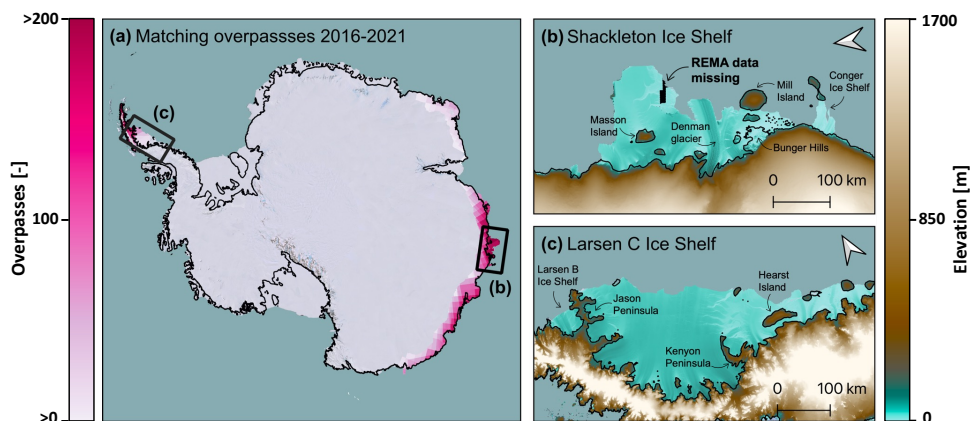 >200
100
>0
Overpasses [-]
(a) Matching overpassses 2016-2021
(c)
(b)
(b) Shackleton Ice Shelf
REMA data
missing
Mill
Island
Conger
Ice Shelf
Masson
Island
Denman
glacier
Bunger Hills
0 100 km
(c) Larsen C Ice Shelf
Larsen B
Ice Shelf
Jason
Peninsula
Hearst
Island
Kenyon
Peninsula
0 100 km
1700
850
0
Elevation [m]